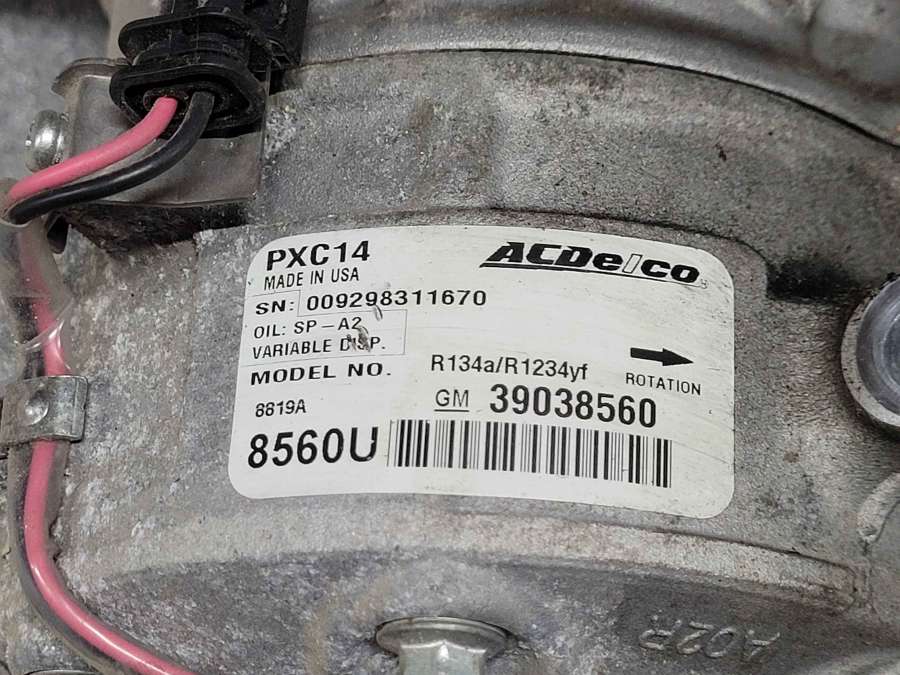 PXC14
MADE IN USA
ACDelco
SN: 009298311670
OIL: SP-A2
VARIABLE DISP.
MODEL NO.
R134a/R1234yf
ROTATION
8819A
GM 39038560
8560U
A02R